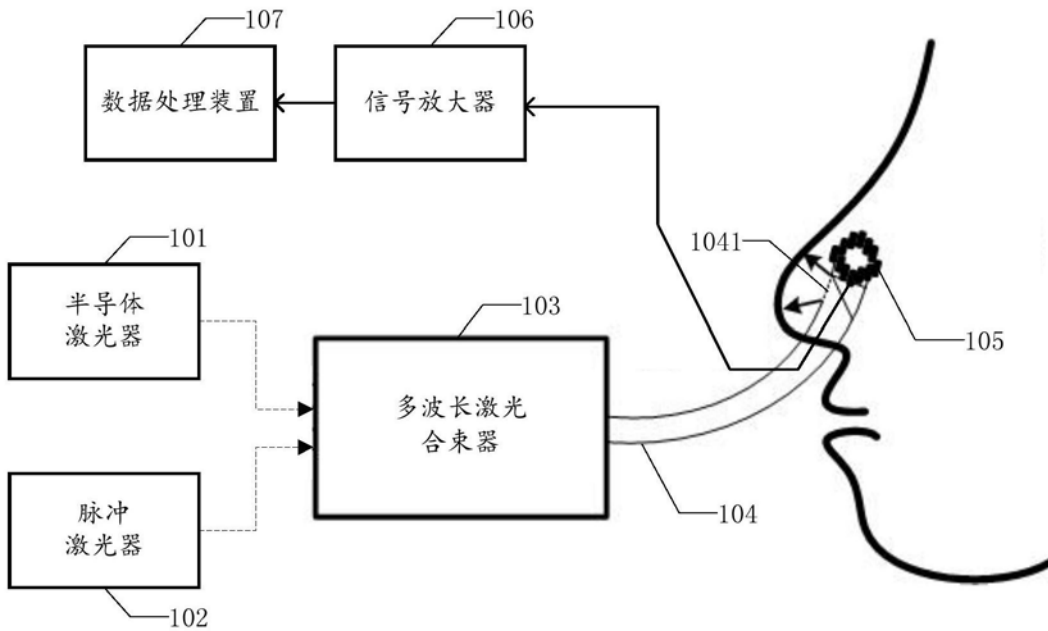 107
106
数据处理装置
信号放大器
101
半导体
激光器
1041
105
103
多波长激光
合束器
104
脉冲
激光器
102